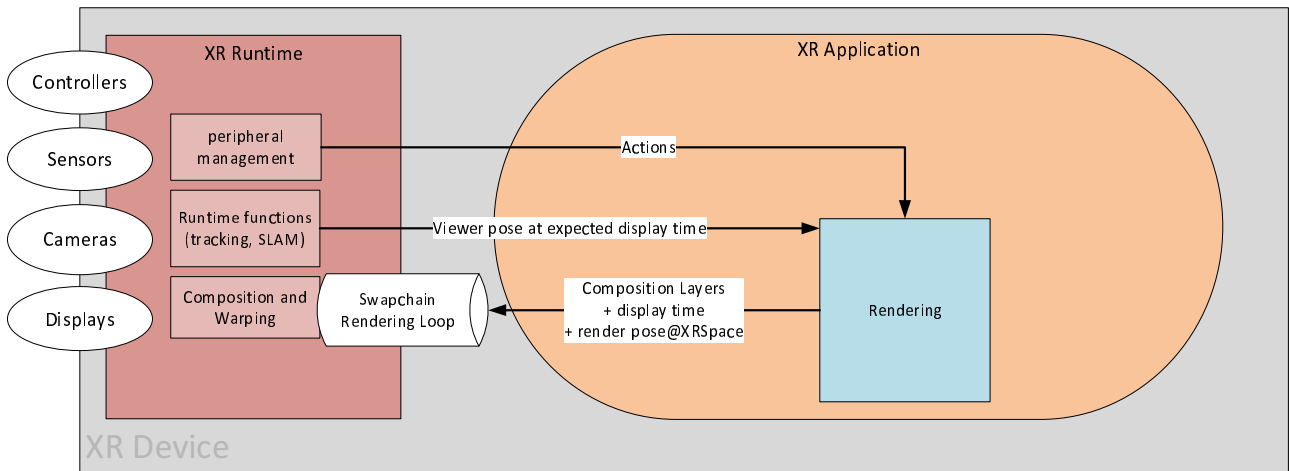 XR Runtime
XR Application
Controllers
peripheral
management
Actions
Sensors
Runtime functions
(tracking, SLAM)
Viewer pose at expected display time
Cameras
Composition and
Warping
Swapchain
Rendering Loop
Composition Layers
+ display time
+ render pose@XRSpace
Rendering
Displays
XR Device